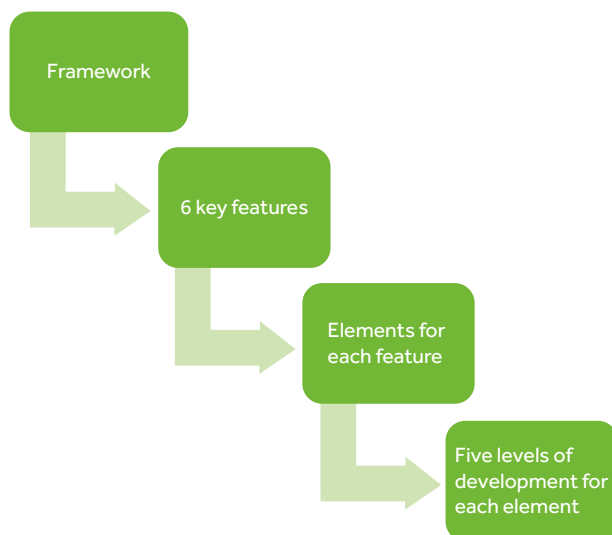 Framework
6 key features
Elements for
each feature
Five levels of
development for
each element